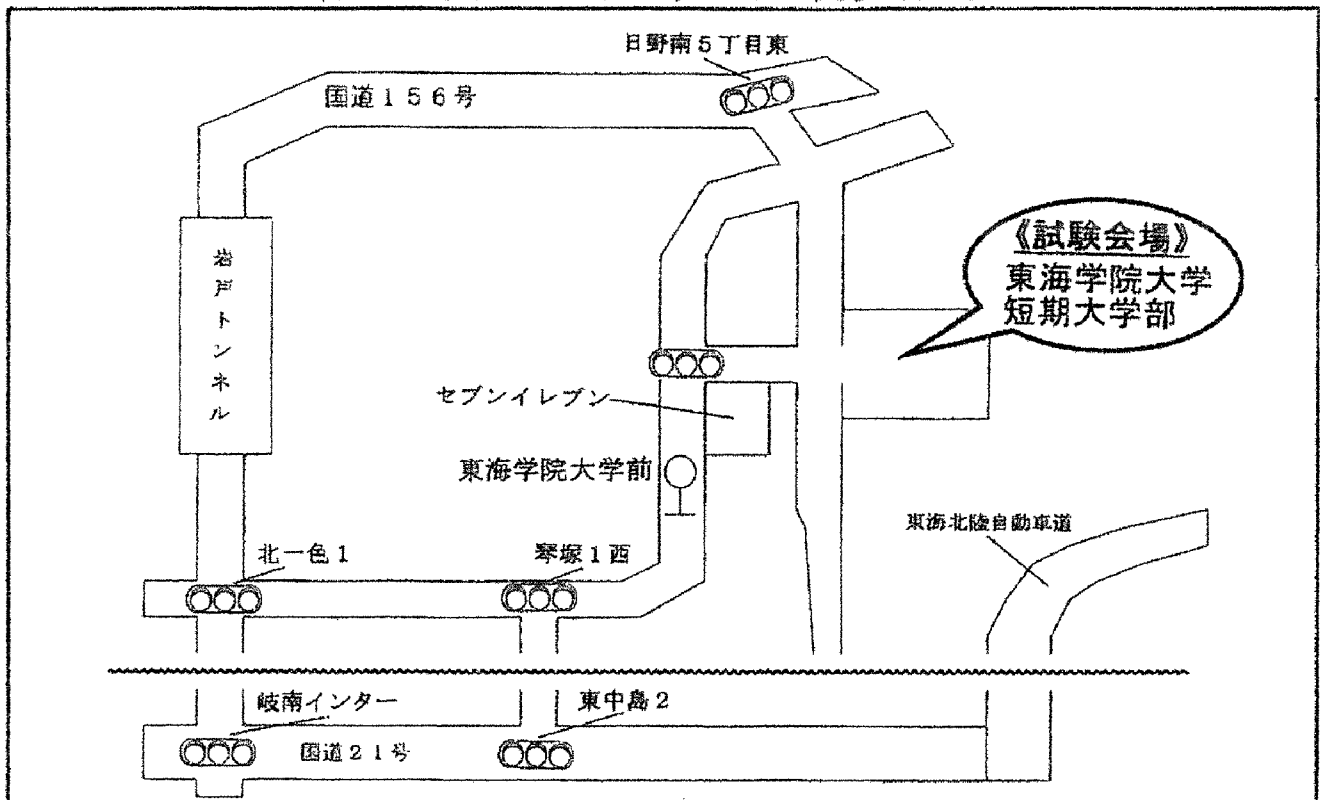 日野南5丁目東
国道156号
《試験会場》
東海学院大学
短期大学部
岩戸トンネル
セブンイレブン
東海学院大学前
東海北陸自動車道
北一色1
琴塚1西
岐南インター
東中島2
国道21号